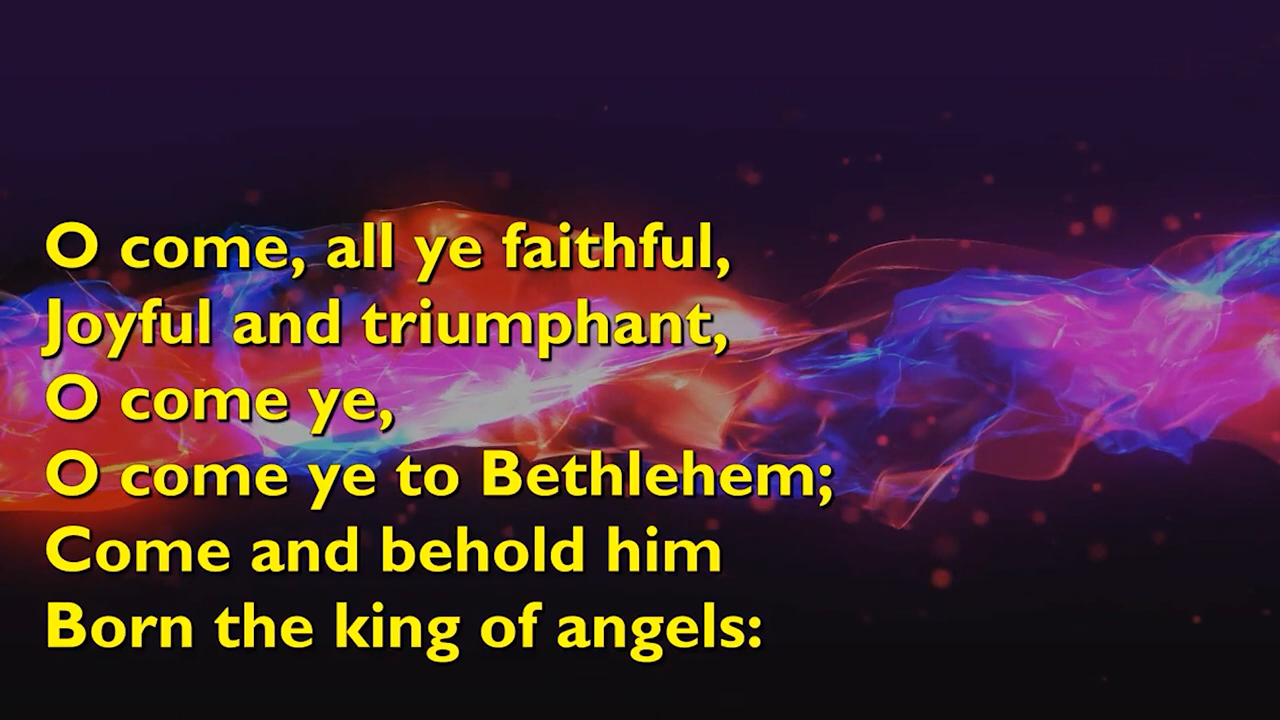 O come, all ye faithful,
Joyful and triumphant,
O come ye,
O come ye to Bethlehem;
Come and behold him
Born the king of angels: